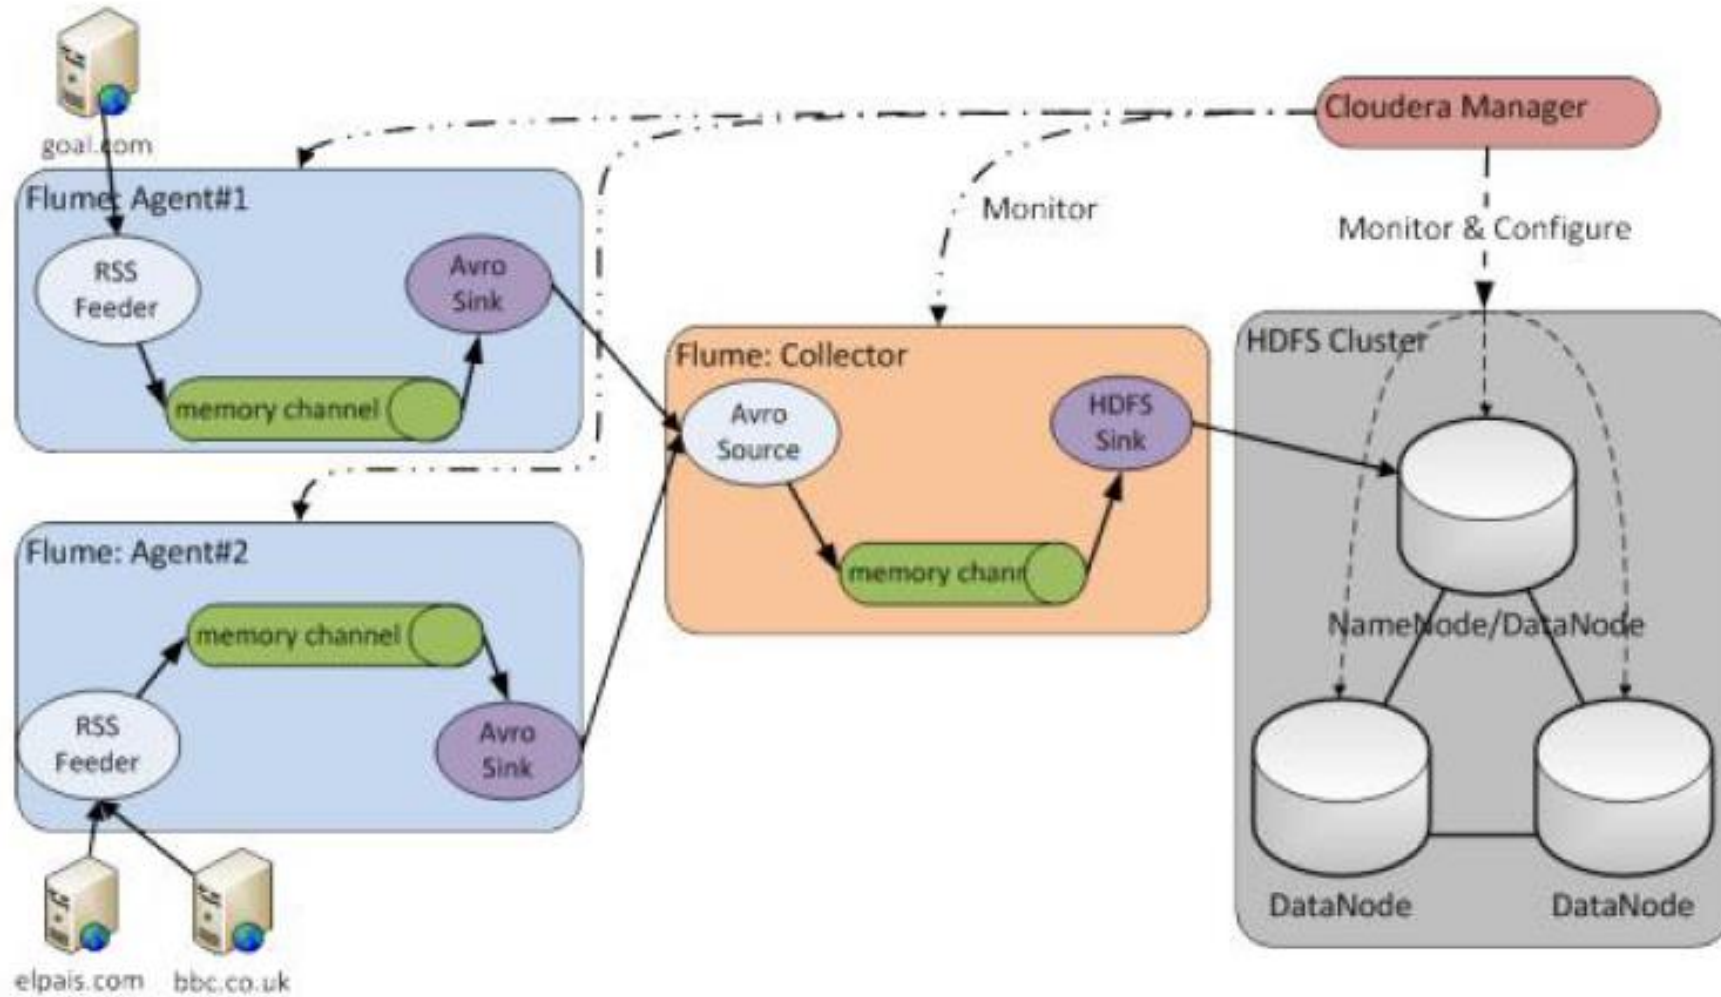 goal.com
Cloudera Manager
Flume: Agent#1
Monitor
Monitor & Configure
RSS
Feeder
Avro
Sink
memory channel
Flume: Collector
Avro
Source
HDFS
Sink
memory chann
HDFS Cluster
NameNode/DataNode
DataNode
DataNode
Flume: Agent#2
memory channel
RSS
Feeder
Avro
Sink
elpais.com
bbc.co.uk